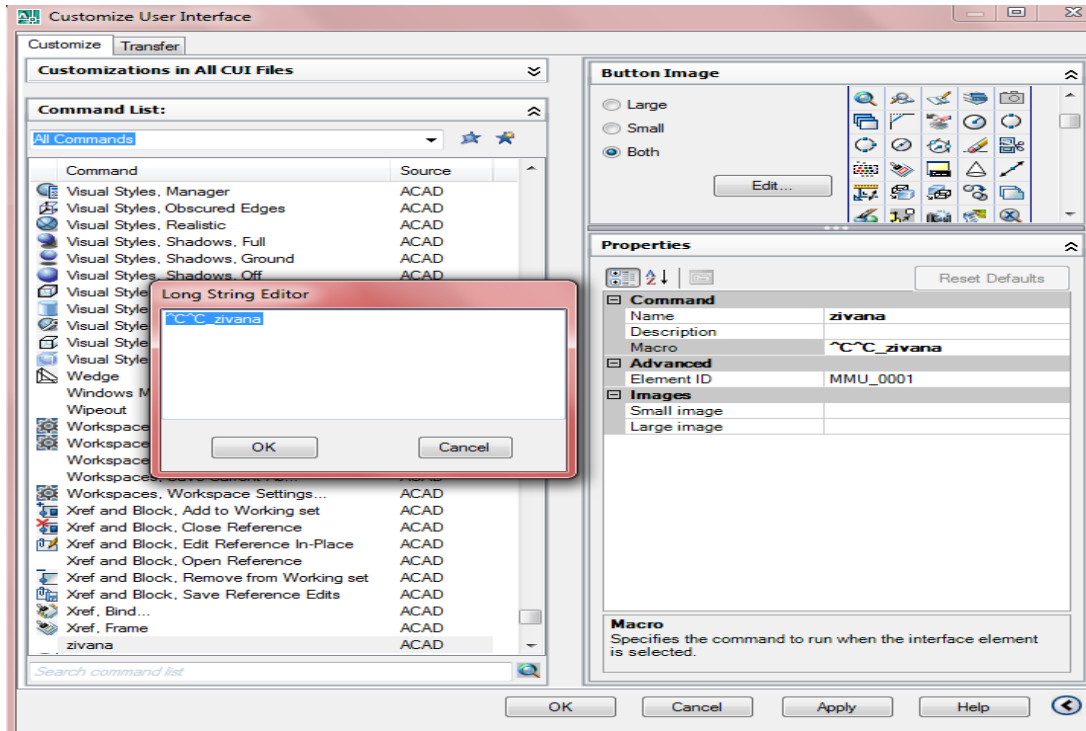 Customize User Interface
Customize Transfer
Customizations in All CUI Files
Command List:
All Commands
Command Source
Visual Styles, Manager ACAD
Visual Styles, Obscured Edges ACAD
Visual Styles, Realistic ACAD
Visual Styles, Shadows, Full ACAD
Visual Styles, Shadows, Ground ACAD
Visual Styles, Shadows, Off ACAD
Visual Style
Visual Style
Visual Style
Visual Style
Visual Style
Wedge
Windows M
Wipeout
Workspace
Workspace
Workspace
Workspaces, Save Current As... ACAD
Workspaces, Workspace Settings... ACAD
Xref and Block, Add to Working set ACAD
Xref and Block, Close Reference ACAD
Xref and Block, Edit Reference In-Place ACAD
Xref and Block, Open Reference ACAD
Xref and Block, Remove from Working set ACAD
Xref and Block, Save Reference Edits ACAD
Xref, Bind... ACAD
Xref, Frame ACAD
zivana ACAD
Search command list
Long String Editor
^C^C_zivana
OK Cancel
Button Image
Large
Small
Both
Edit...
Properties
Reset Defaults
Command
Name zivana
Description
Macro ^C^C_zivana
Advanced
Element ID MMU_0001
Images
Small image
Large image
Macro
Specifies the command to run when the interface element
is selected.
OK Cancel Apply Help